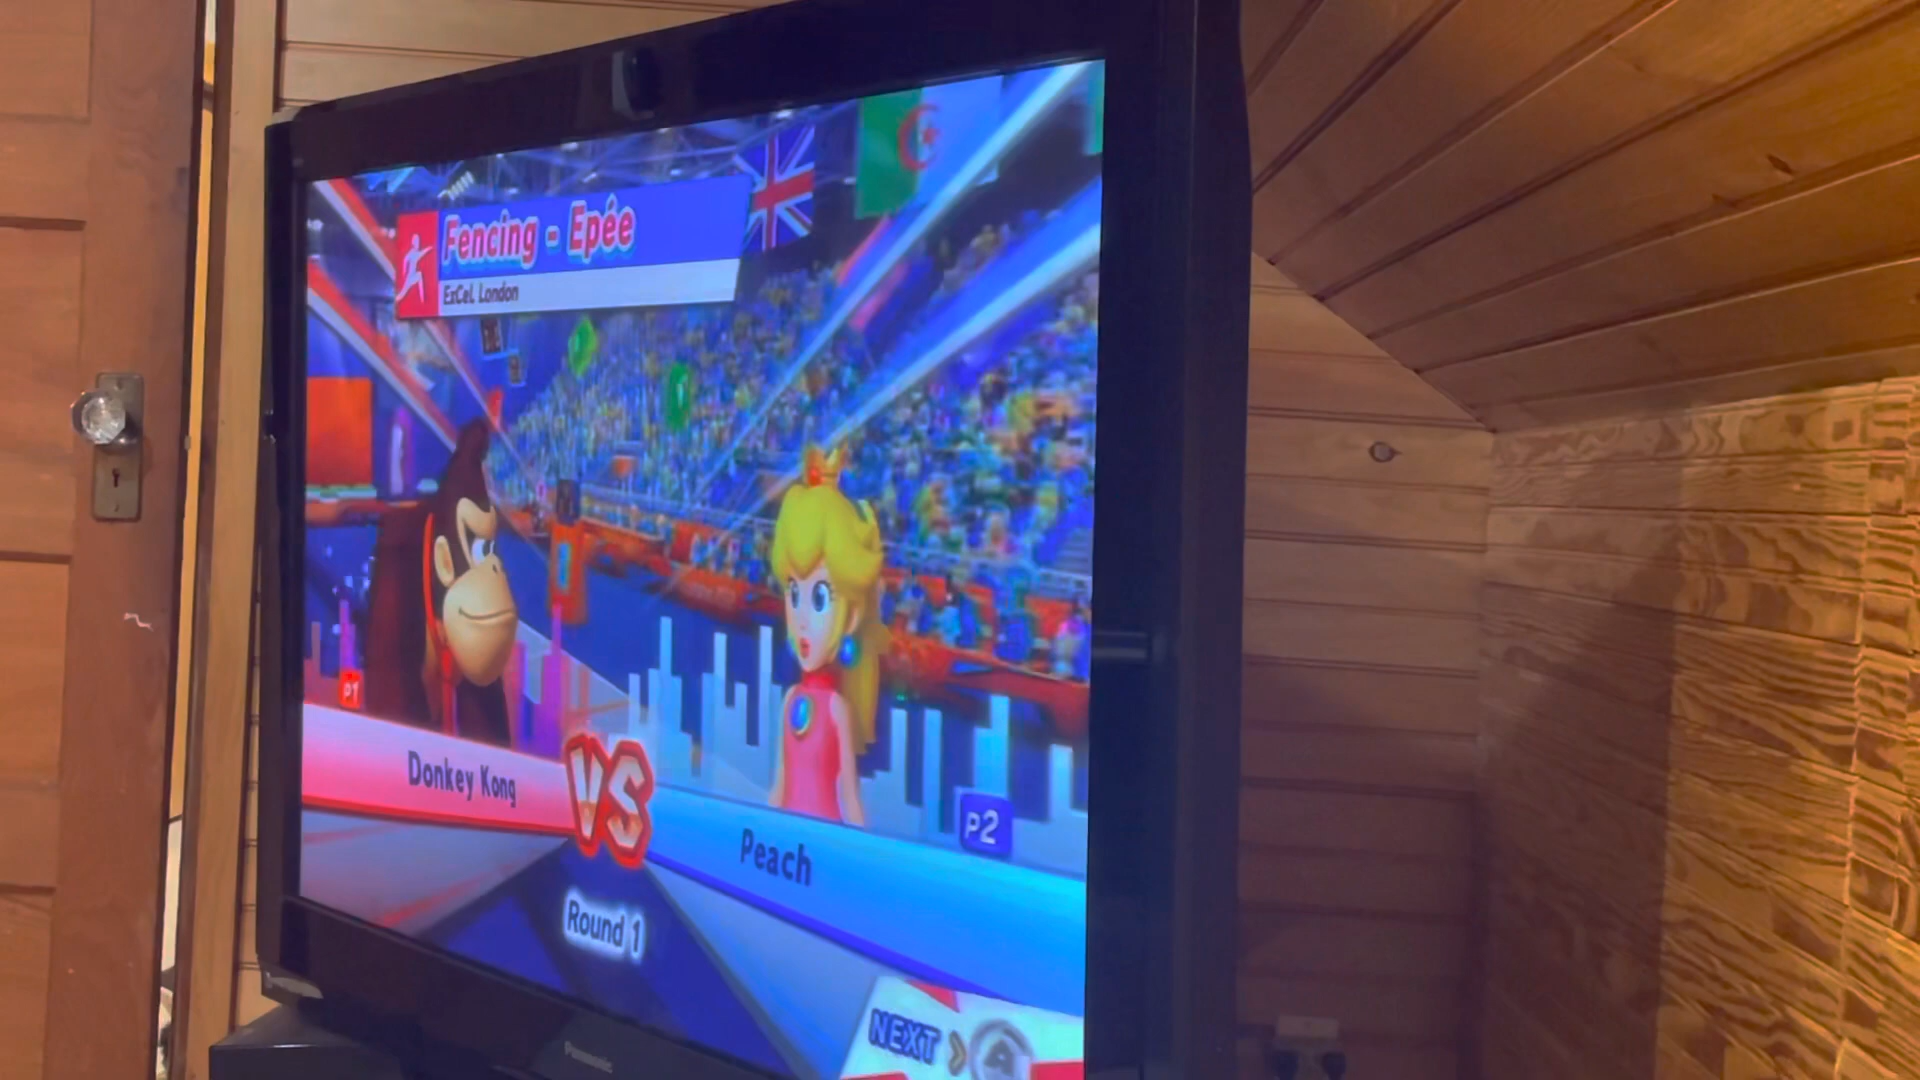 Fencing - Epée
ExCeL London
P1
Donkey Kong
VS
Peach
P2
Round 1
NEXT
A
Panasonic